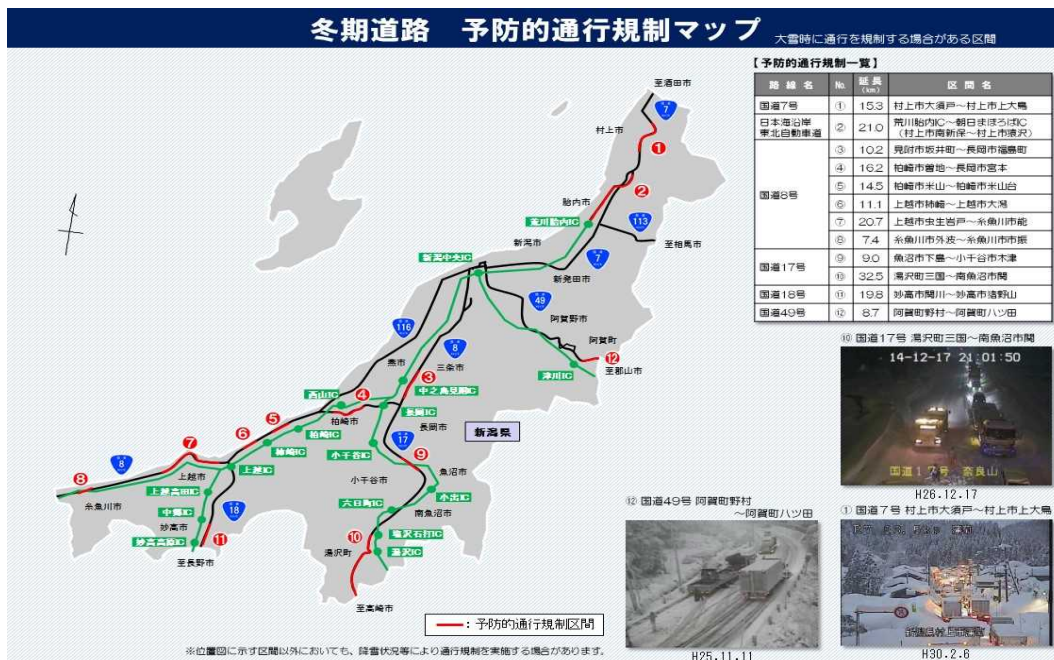 冬期道路 予防的通行規制マップ 大雪時に通行を規制する場合がある区間
【予防的通行規制一覧】
路線名 No. 延長(km) 区間名
国道7号 ① 15.3 村上市大須戸～村上市上大鳥
日本海沿岸東北自動車道 ② 21.0 荒川胎内IC～朝日まほろばIC
（村上市南新保～村上市猿沢）
国道8号 ③ 10.2 見附市坂井町～長岡市福島町
④ 16.2 柏崎市曽地～長岡市宮本
⑤ 14.5 柏崎市米山～柏崎市米山台
⑥ 11.1 上越市柿崎～上越市大潟
⑦ 20.7 上越市虫生岩戸～糸魚川市能
⑧ 7.4 糸魚川市外波～糸魚川市市振
国道17号 ⑨ 9.0 魚沼市下島～小千谷市木津
⑩ 32.5 湯沢町三国～南魚沼市関
国道18号 ⑪ 19.8 妙高市関川～妙高市
国道49号 ⑫ 8.7 阿賀町野村～阿賀町八ツ田
至酒田市
7
村上市
❶
❷
胎内市
荒川胎内IC
113
至相馬市
新潟市
7
新潟中央IC
新発田市
49
阿賀野市
阿賀町
⓬
至郡山市
津川IC
116
8
燕市
三条市
❸
中之島見附IC
西山IC
❹
長岡IC
柏崎市
長岡市
新潟県
❺
柏崎IC
❻
柿崎IC
17
❾
小千谷IC
魚沼市
❼
8
上越市
上越IC
❽
糸魚川市
上越高田IC
小千谷市
小出IC
六日町IC
南魚沼市
中郷IC
18
妙高市
妙高高原IC
⓫
至長野市
❿
塩沢石打IC
湯沢町
湯沢IC
至高崎市
：予防的通行規制区間
※位置図に示す区間以外においても、降雪状況等により通行規制を実施する場合があります。
⑩ 国道17号 湯沢町三国～南魚沼市関
14-12-17 21:01:50
国道17号 奈良山
H26.12.17
⑫ 国道49号 阿賀町野村
～阿賀町八ツ田
H25.11.11
① 国道7号 村上市大須戸～村上市上大鳥
H30.2.6